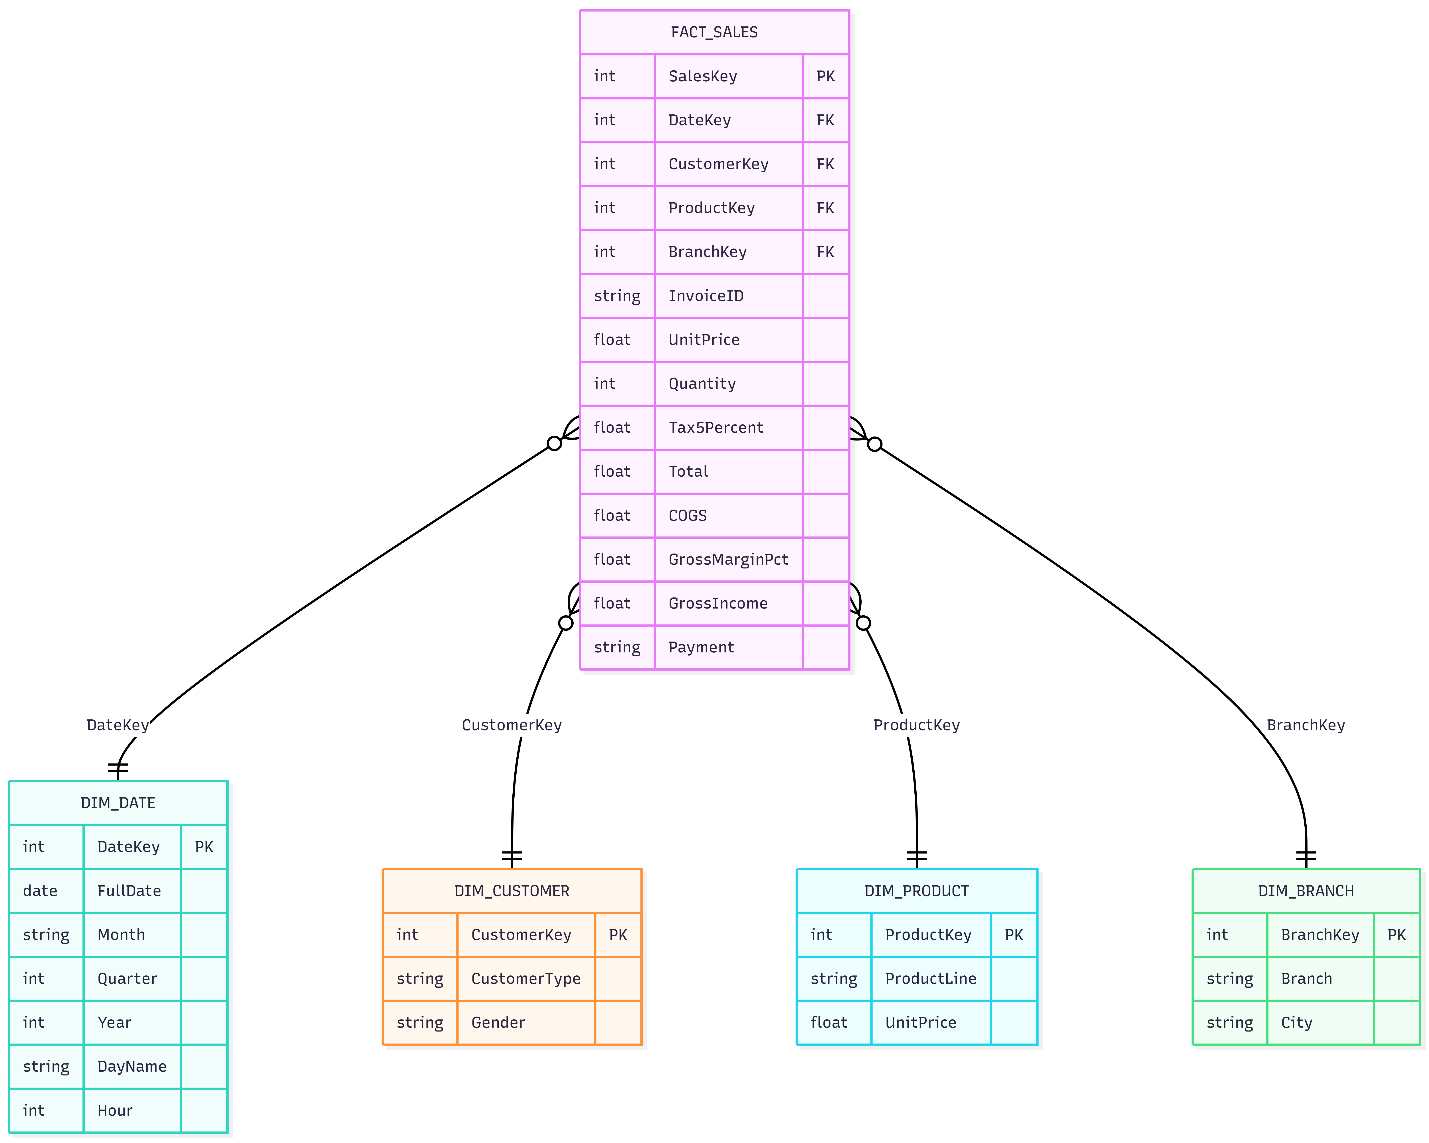 FACT_SALES
int SalesKey PK
int DateKey FK
int CustomerKey FK
int ProductKey FK
int BranchKey FK
string InvoiceID
float UnitPrice
int Quantity
float Tax5Percent
float Total
float COGS
float GrossMarginPct
float GrossIncome
string Payment
DateKey
CustomerKey
ProductKey
BranchKey
DIM_DATE
int DateKey PK
date FullDate
string Month
int Quarter
int Year
string DayName
int Hour
DIM_CUSTOMER
int CustomerKey PK
string CustomerType
string Gender
DIM_PRODUCT
int ProductKey PK
string ProductLine
float UnitPrice
DIM_BRANCH
int BranchKey PK
string Branch
string City